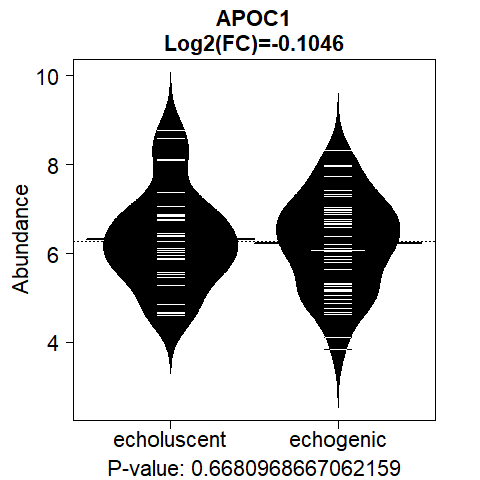 APOC1
Log2(FC)=-0.1046
Abundance
10
8
6
4
echoluscent echogenic
P-value: 0.6680968667062159